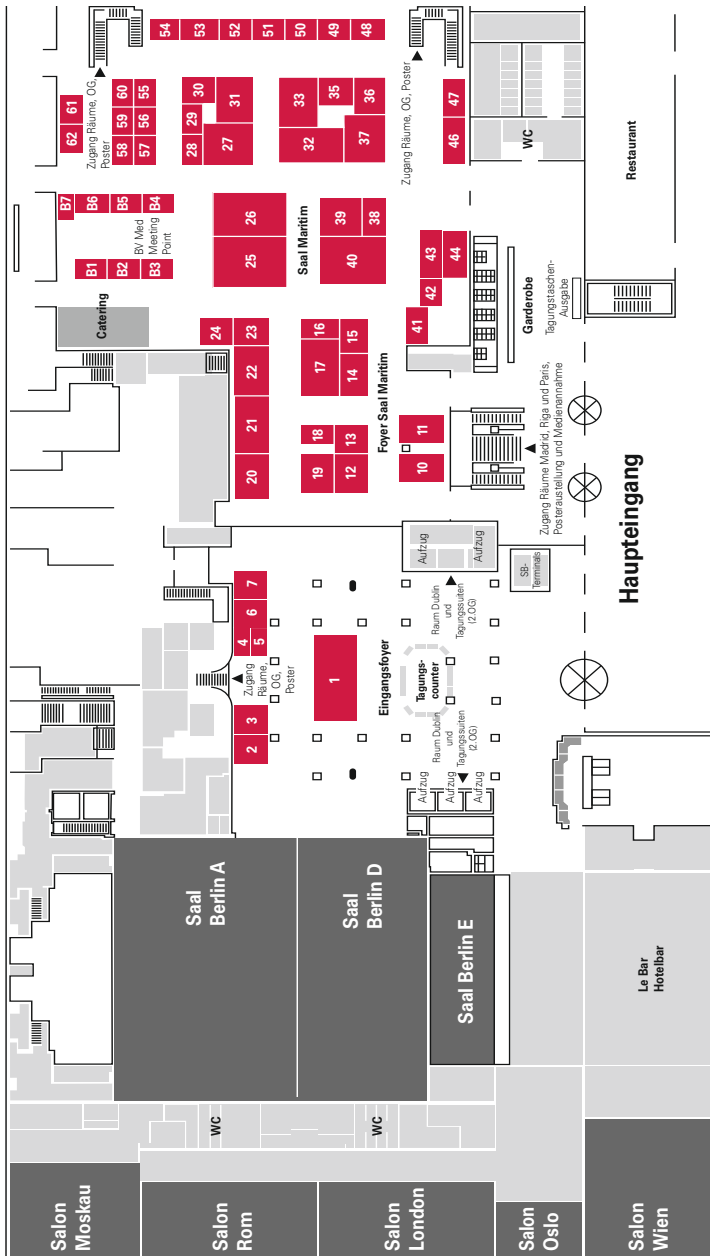 54
53
52
51
50
49
48
61
62
Zugang Räume, OG,
Poster
60
55
59
56
58
57
30
31
29
28
27
33
35
36
32
37
Zugang Räume, OG, Poster
47
46
WC
Restaurant
B7
B6
B5
B4
BV Med
Meeting
Point
B1
B2
B3
26
25
Saal Maritim
39
38
40
43
44
42
41
Garderobe
Tagungstaschen-
Ausgabe
Catering
24
23
22
21
20
16
15
17
14
Foyer Saal Maritim
18
13
19
12
11
10
Zugang Räume Madrid, Riga und Paris,
Posteraustellung und Medienannahme
Haupteingang
Aufzug
Aufzug
SB-
Terminals
7
6
4
5
Zugang
Räume,
OG,
Poster
3
2
1
Eingangsfoyer
Tagungs-
counter
Raum Dublin
und
Tagungssuiten
(2.OG)
Raum Dublin
und
Tagungssuiten
(2.OG)
Aufzug
Aufzug
Aufzug
Saal
Berlin A
Saal
Berlin D
Saal Berlin E
Le Bar
Hotelbar
WC
WC
Salon
Moskau
Salon
Rom
Salon
London
Salon
Oslo
Salon
Wien